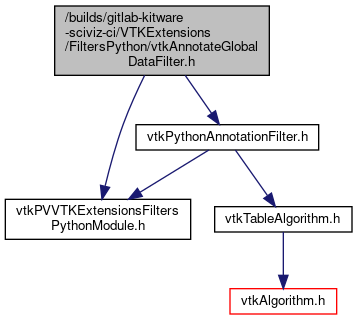 /builds/gitlab-kitware
-sciviz-ci/VTKExtensions
/FiltersPython/vtkAnnotateGlobal
DataFilter.h
vtkPythonAnnotationFilter.h
vtkPVVTKExtensionsFilters
PythonModule.h
vtkTableAlgorithm.h
vtkAlgorithm.h